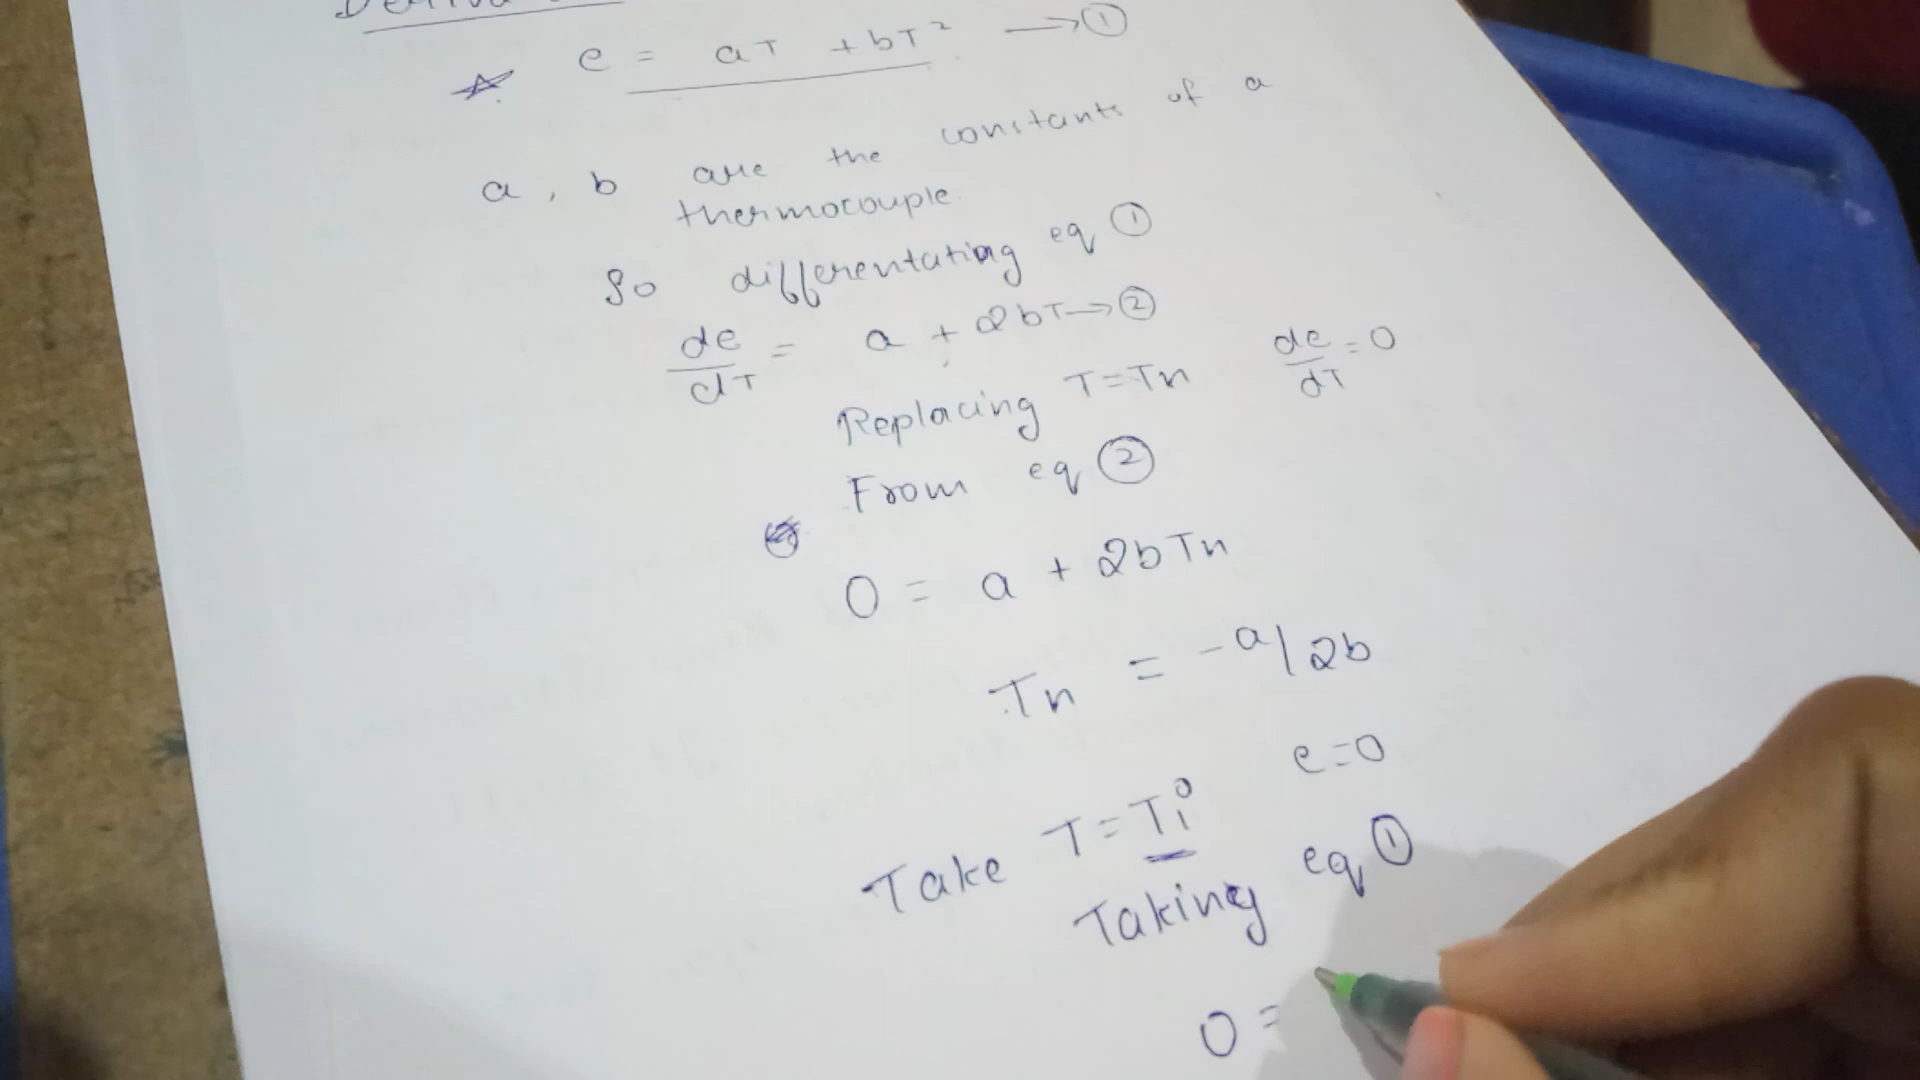 e = aT + bT² → ①
a, b are the constants of a
thermocouple.
So differentating eq ①
de/dT = a + 2bT → ②
Replacing T=Tn de/dT = 0
From eq ②
0 = a + 2bTn
Tn = -a/2b
Take T=Ti e=0
Taking eq ①
0 =